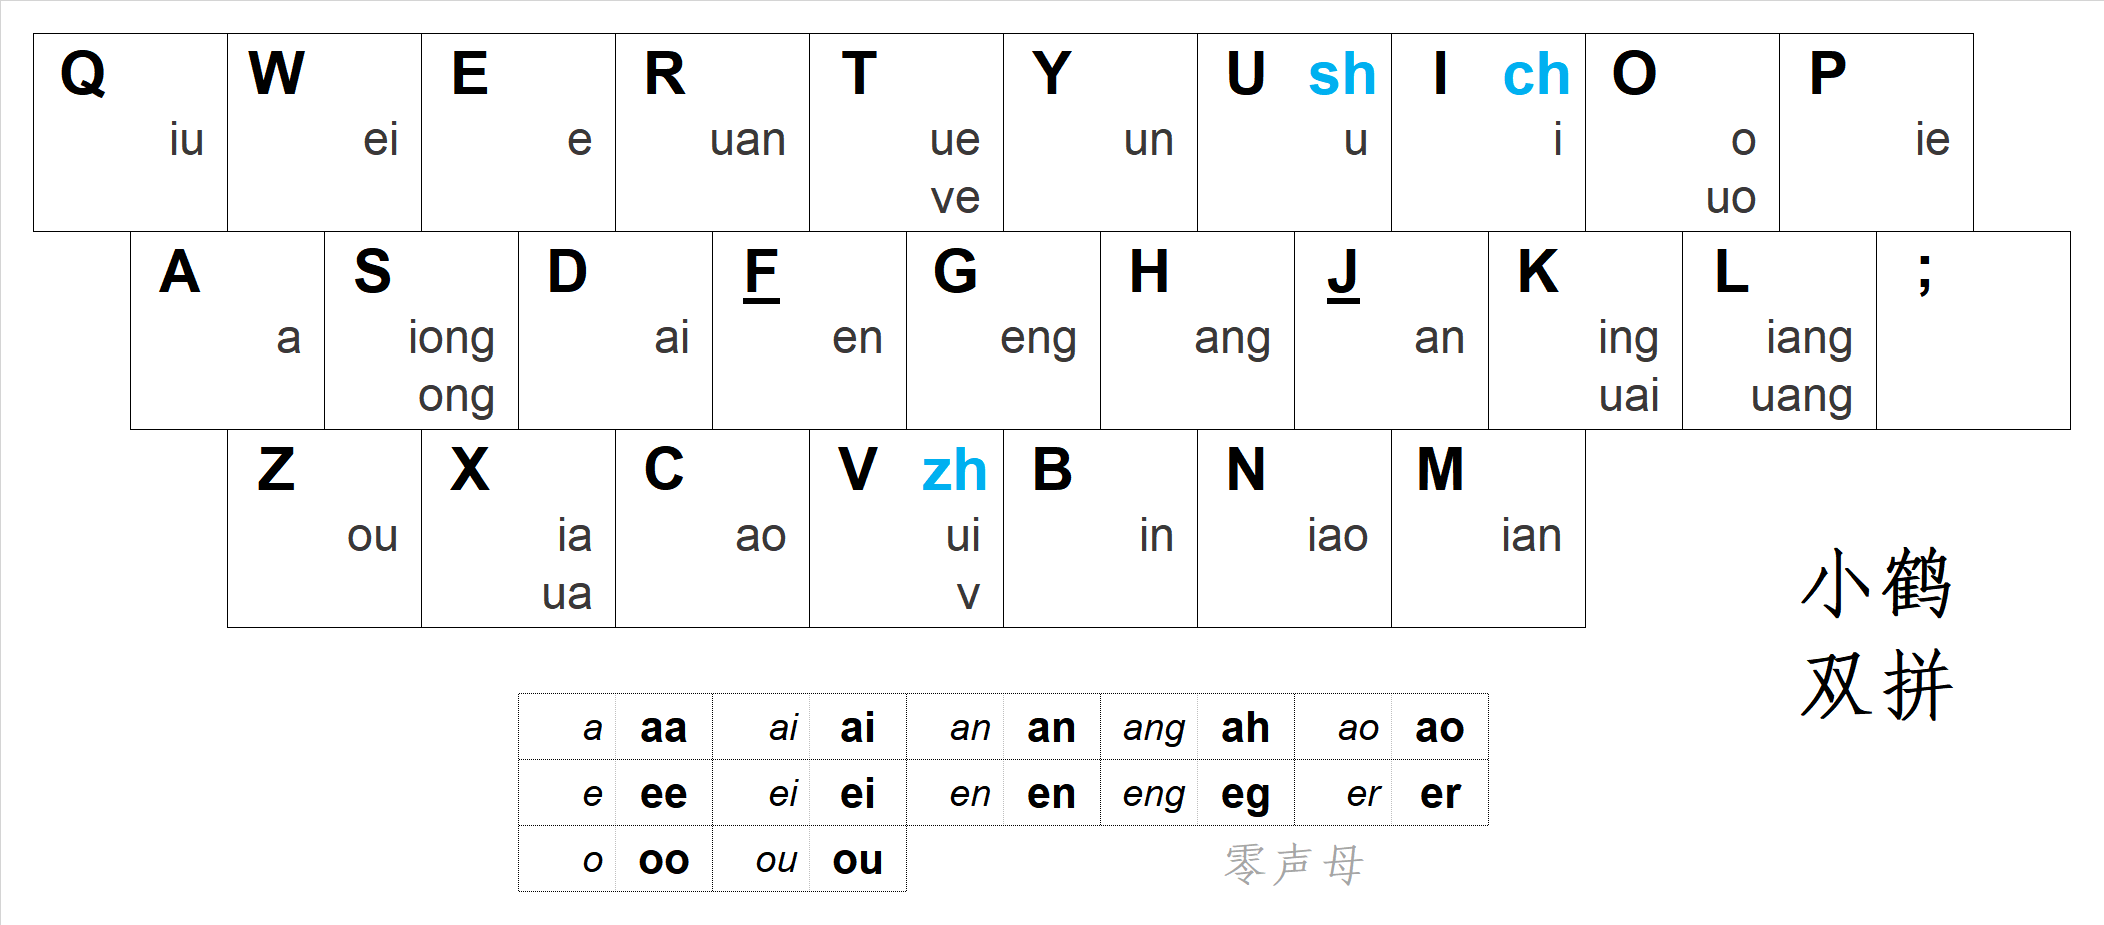 Q W E R T Y U sh I ch O P
iu ei e uan ue un u i o ie
ve uo
A S D F G H J K L ;
a iong ai en eng ang an ing iang
ong uai uang
Z X C V zh B N M
ou ia ao ui in iao ian
ua v
小鹤
双拼
a aa ai ai an an ang ah ao ao
e ee ei ei en en eng eg er er
o oo ou ou
零声母